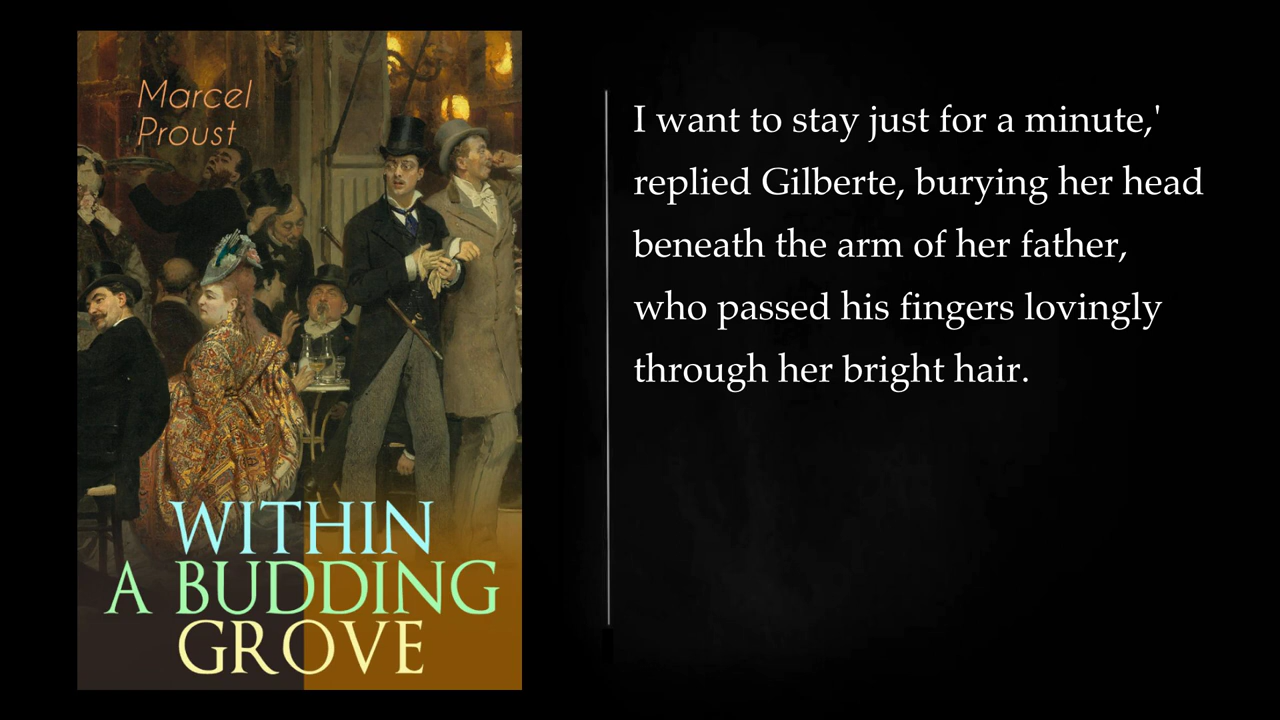 Marcel
Proust
WITHIN
A BUDDING
GROVE
I want to stay just for a minute,'
replied Gilberte, burying her head
beneath the arm of her father,
who passed his fingers lovingly
through her bright hair.